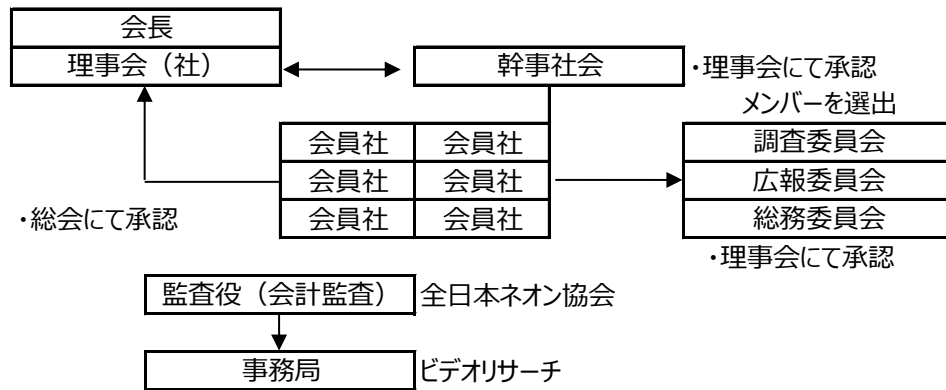 会長
理事会（社）
幹事社会
・理事会にて承認
メンバーを選出
会員社 会員社
会員社 会員社
会員社 会員社
調査委員会
広報委員会
総務委員会
・総会にて承認
・理事会にて承認
監査役（会計監査）
全日本ネオン協会
事務局
ビデオリサーチ